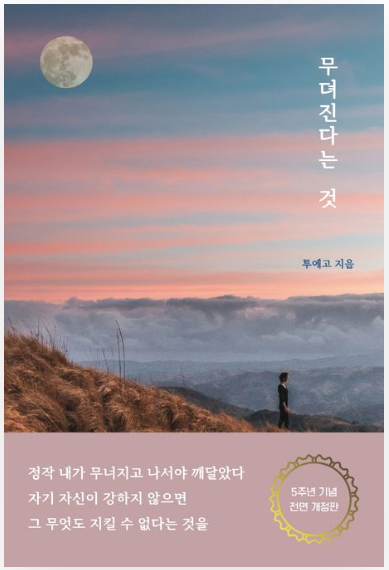 무뎌진다는 것
투에고 지음
정작 내가 무너지고 나서야 깨달았다
자기 자신이 강하지 않으면
그 무엇도 지킬 수 없다는 것을
5주년 기념
전면 개정판